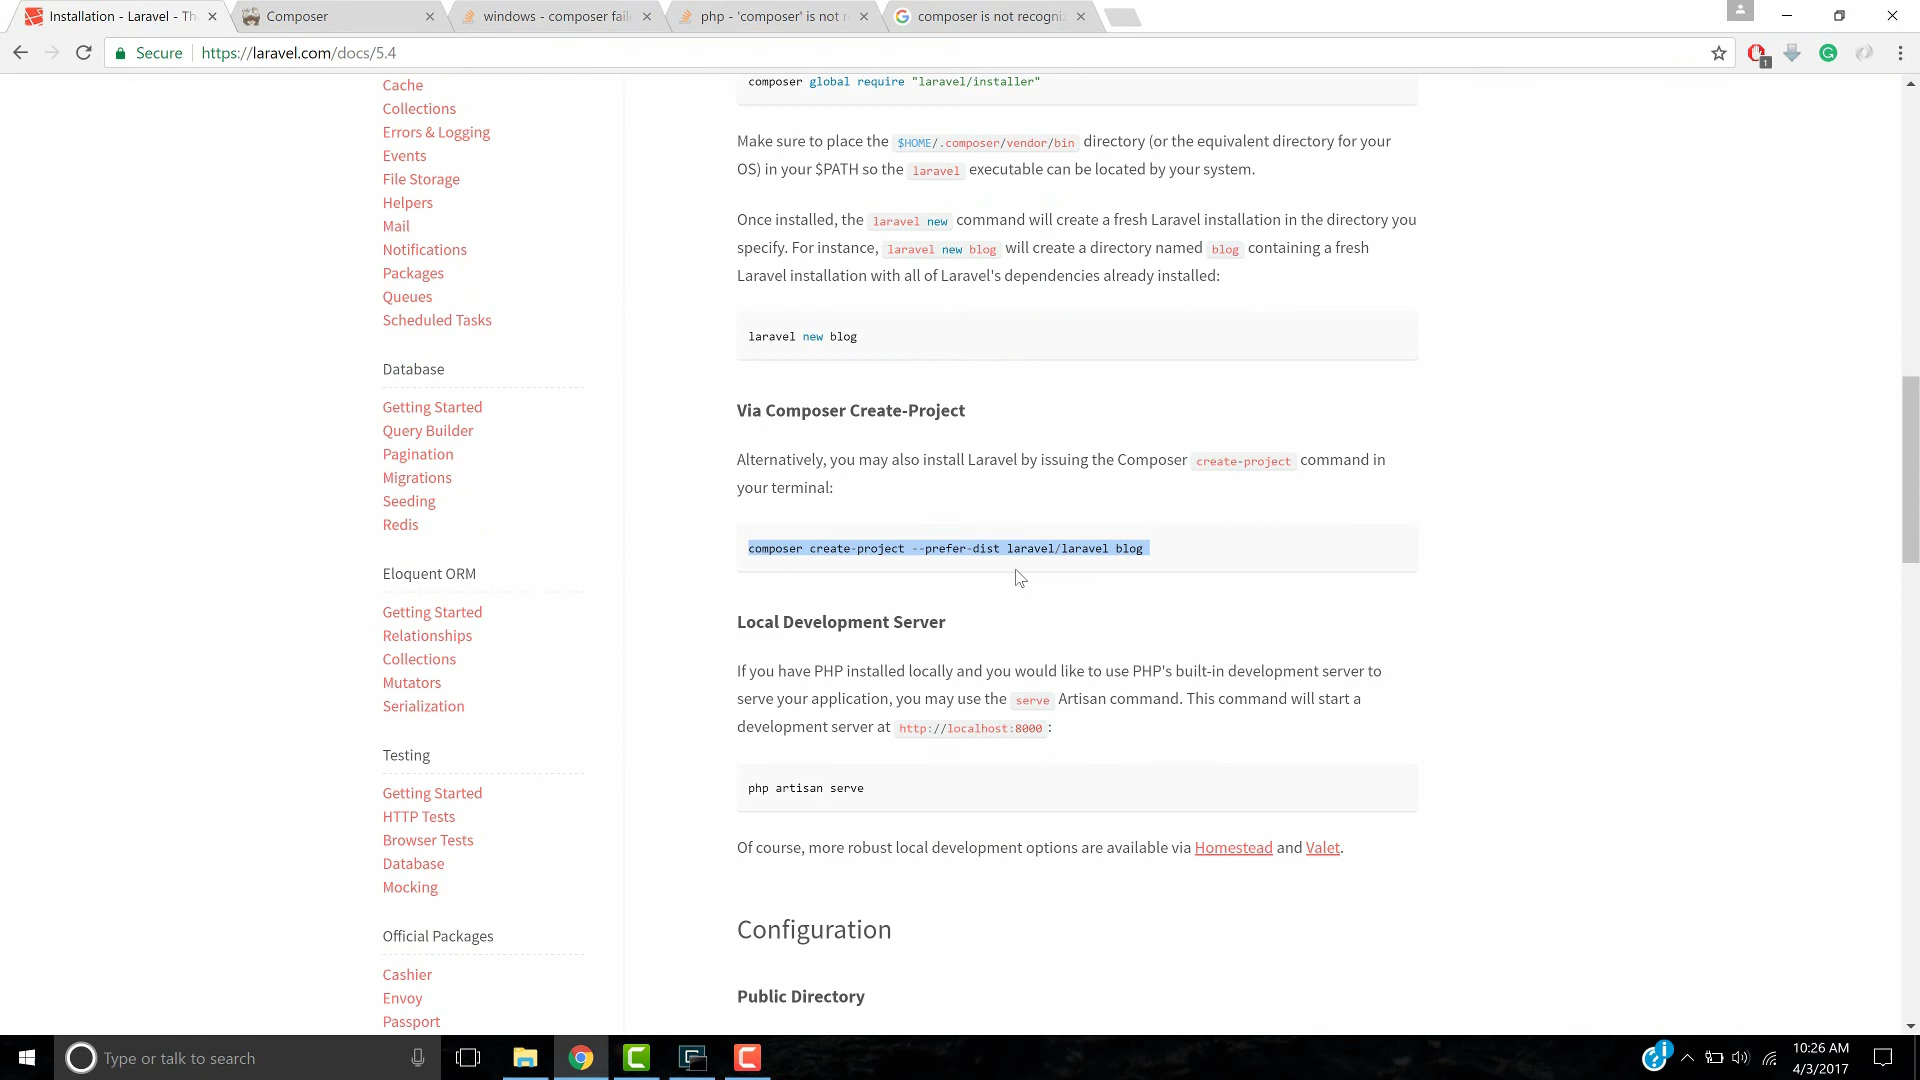 Installation - Laravel - Th
Composer
windows - composer faile
php - 'composer' is not r
composer is not recogniz
Secure
https://laravel.com/docs/5.4
1
Cache
Collections
Errors & Logging
Events
File Storage
Helpers
Mail
Notifications
Packages
Queues
Scheduled Tasks
Database
Getting Started
Query Builder
Pagination
Migrations
Seeding
Redis
Eloquent ORM
Getting Started
Relationships
Collections
Mutators
Serialization
Testing
Getting Started
HTTP Tests
Browser Tests
Database
Mocking
Official Packages
Cashier
Envoy
Passport
composer global require "laravel/installer"
Make sure to place the $HOME/.composer/vendor/bin directory (or the equivalent directory for your
OS) in your $PATH so the laravel executable can be located by your system.
Once installed, the laravel new command will create a fresh Laravel installation in the directory you
specify. For instance, laravel new blog will create a directory named blog containing a fresh
Laravel installation with all of Laravel's dependencies already installed:
laravel new blog
Via Composer Create-Project
Alternatively, you may also install Laravel by issuing the Composer create-project command in
your terminal:
composer create-project --prefer-dist laravel/laravel blog
Local Development Server
If you have PHP installed locally and you would like to use PHP's built-in development server to
serve your application, you may use the serve Artisan command. This command will start a
development server at http://localhost:8000 :
php artisan serve
Of course, more robust local development options are available via Homestead and Valet.
Configuration
Public Directory
Type or talk to search
10:26 AM
4/3/2017